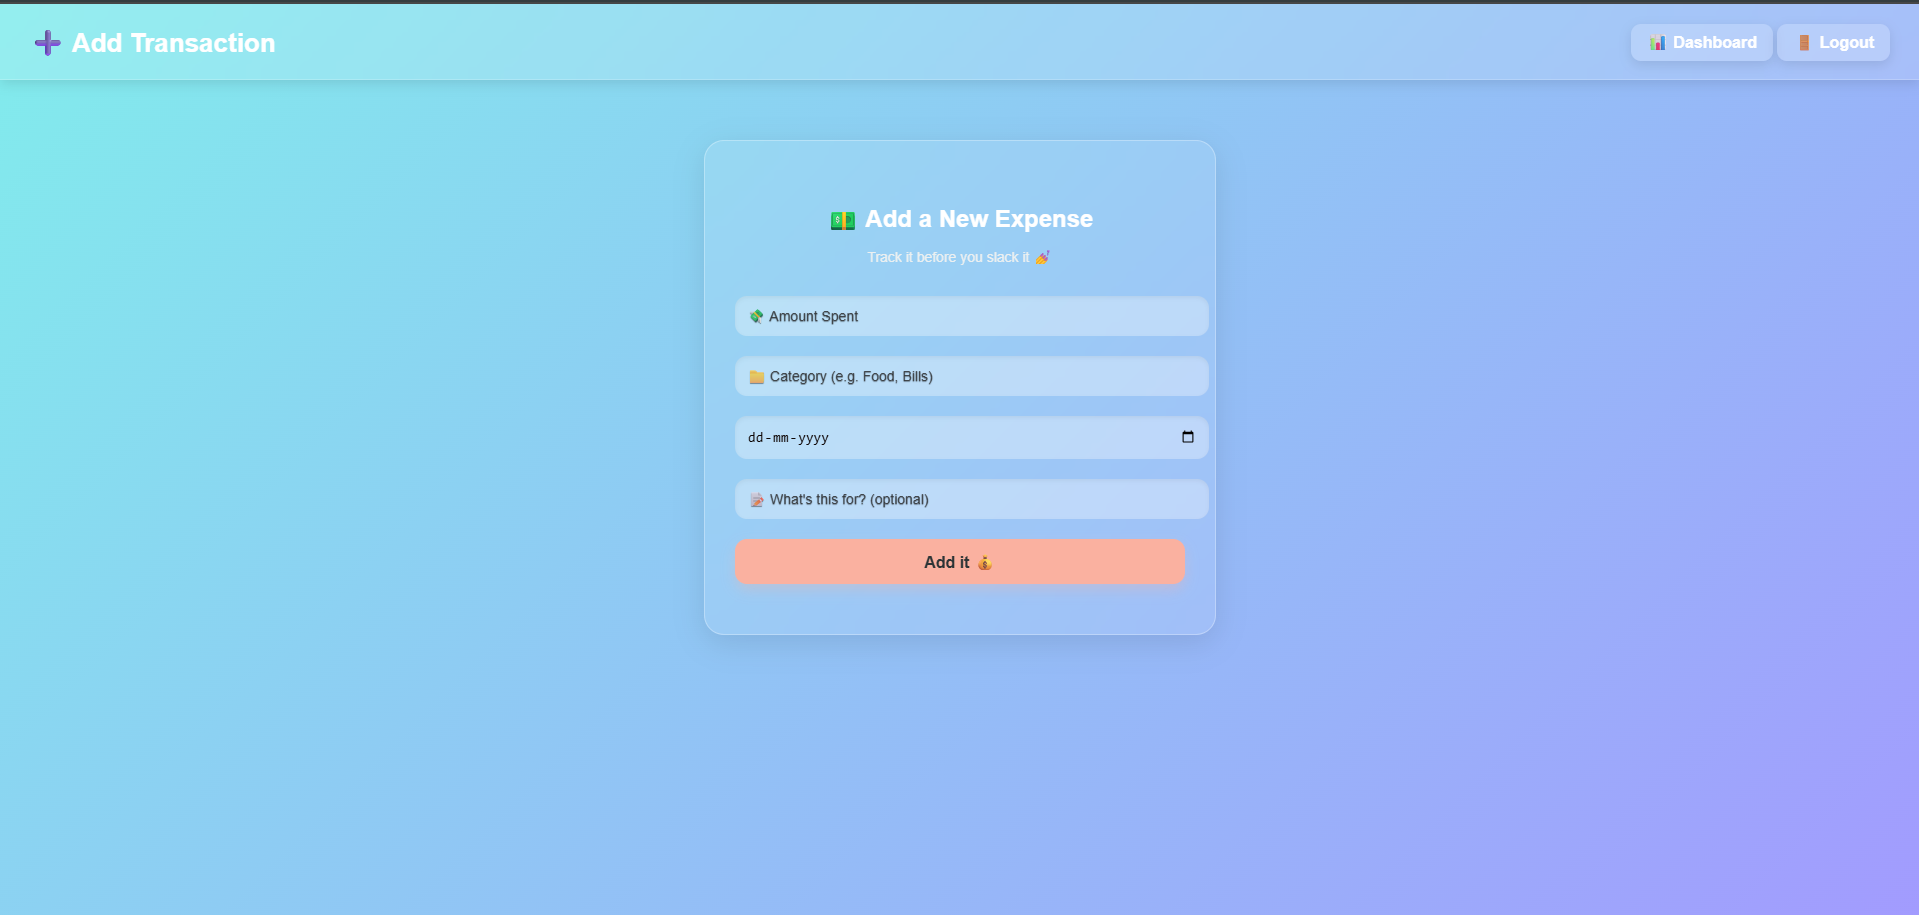 ➕ Add Transaction
📊 Dashboard
🚪 Logout
💵 Add a New Expense
Track it before you slack it 💅
💸 Amount Spent
📁 Category (e.g. Food, Bills)
dd-mm-yyyy
📝 What's this for? (optional)
Add it 💰